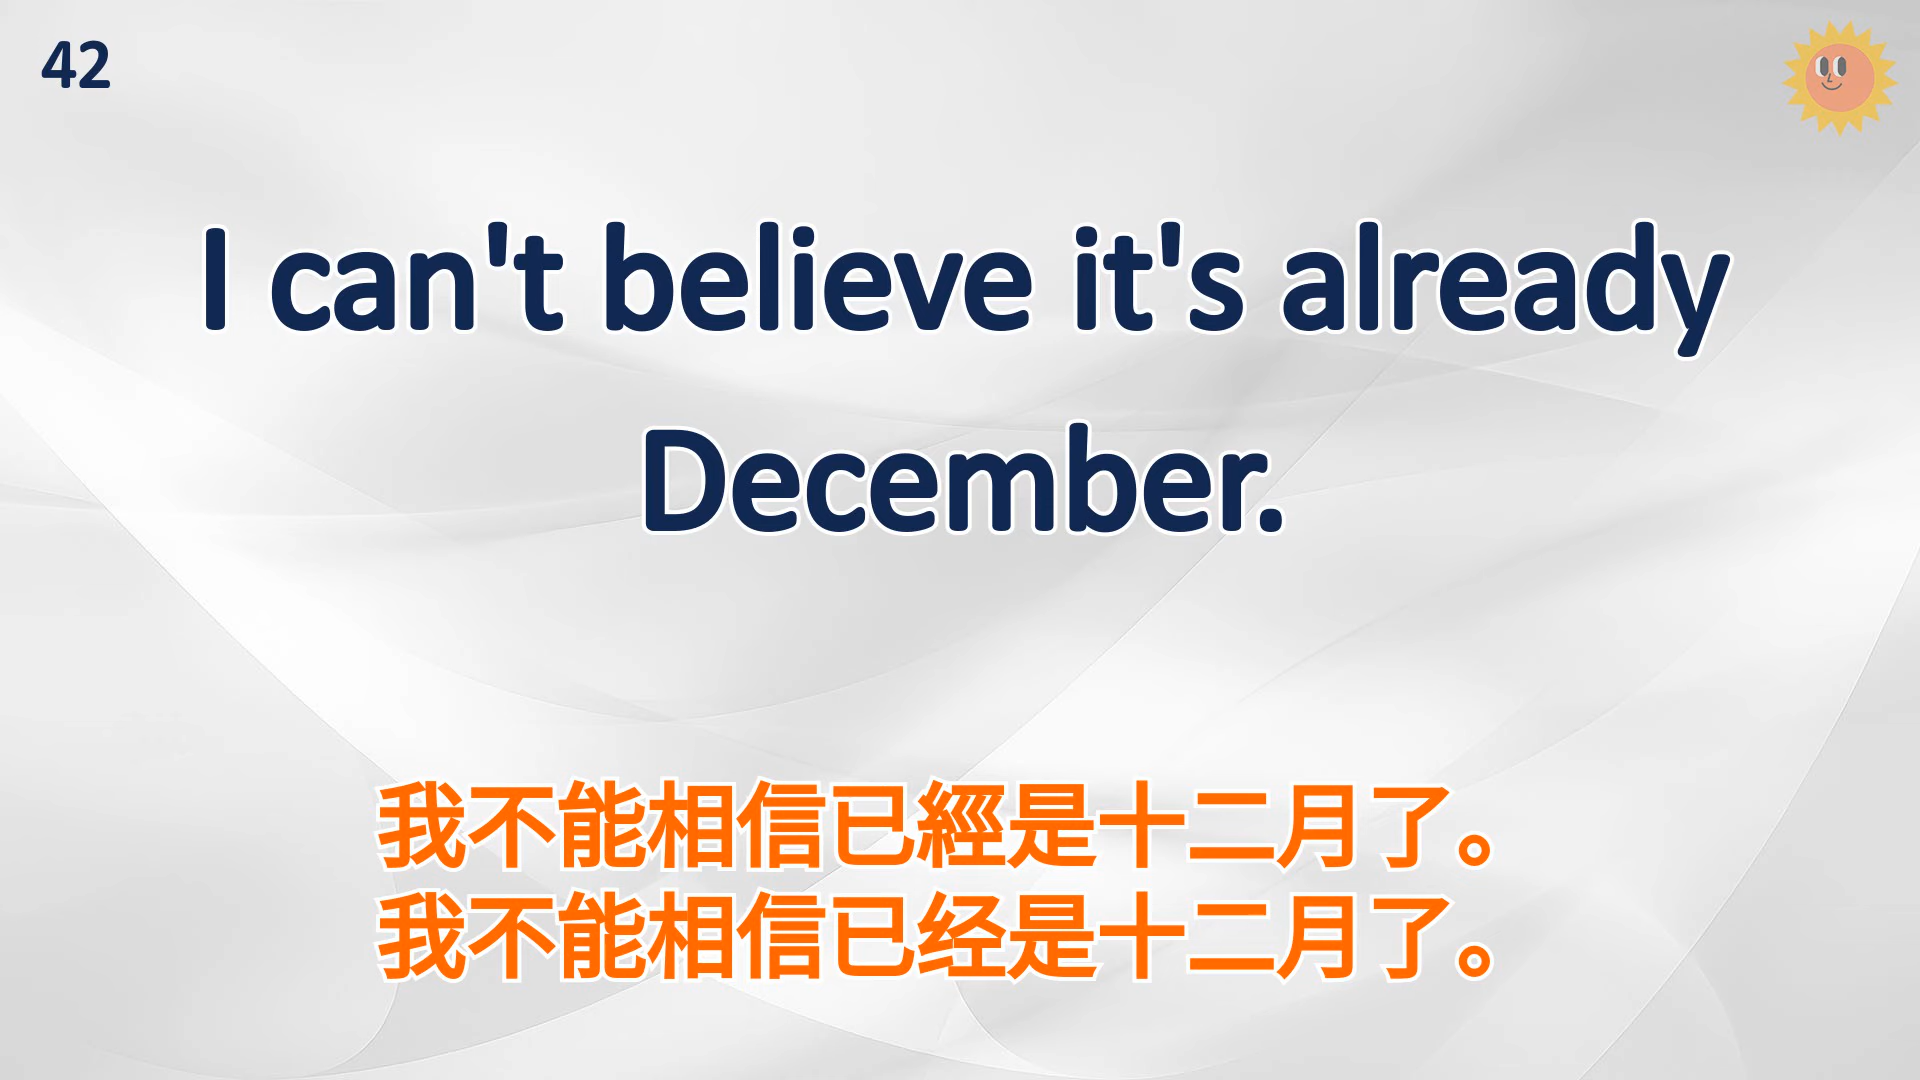 42
I can't believe it's already
December.
我不能相信已經是十二月了。
我不能相信已经是十二月了。